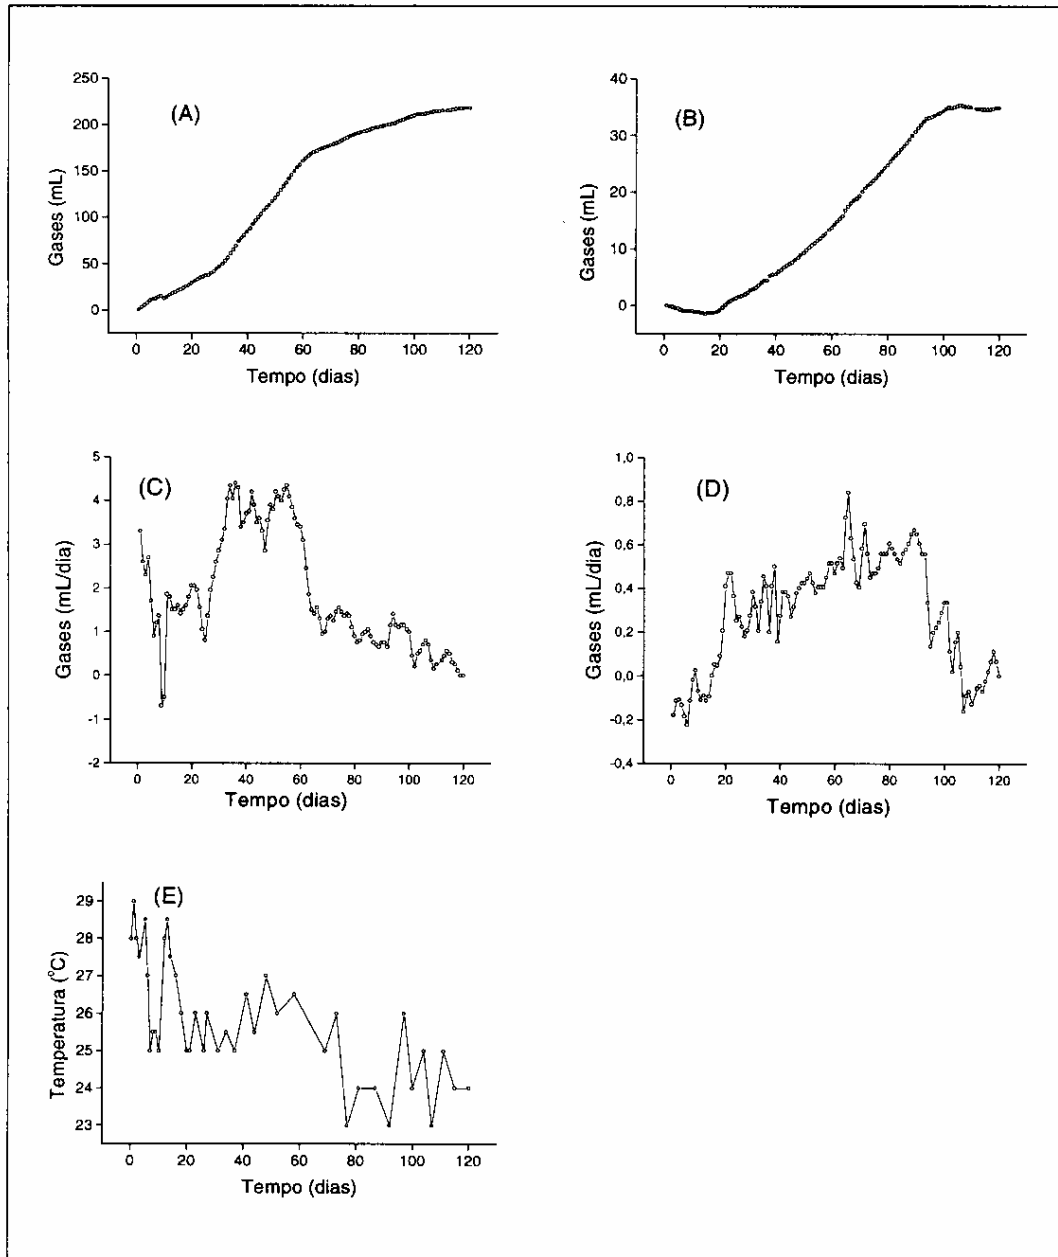 (A)
Gases (mL)
250
200
150
100
50
0
0 20 40 60 80 100 120
Tempo (dias)
(B)
Gases (mL)
40
30
20
10
0
0 20 40 60 80 100 120
Tempo (dias)
(C)
Gases (mL/dia)
5
4
3
2
1
0
-1
-2
0 20 40 60 80 100 120
Tempo (dias)
(D)
Gases (mL/dia)
1,0
0,8
0,6
0,4
0,2
0,0
-0,2
-0,4
0 20 40 60 80 100 120
Tempo (dias)
(E)
Temperatura (°C)
29
28
27
26
25
24
23
0 20 40 60 80 100 120
Tempo (dias)